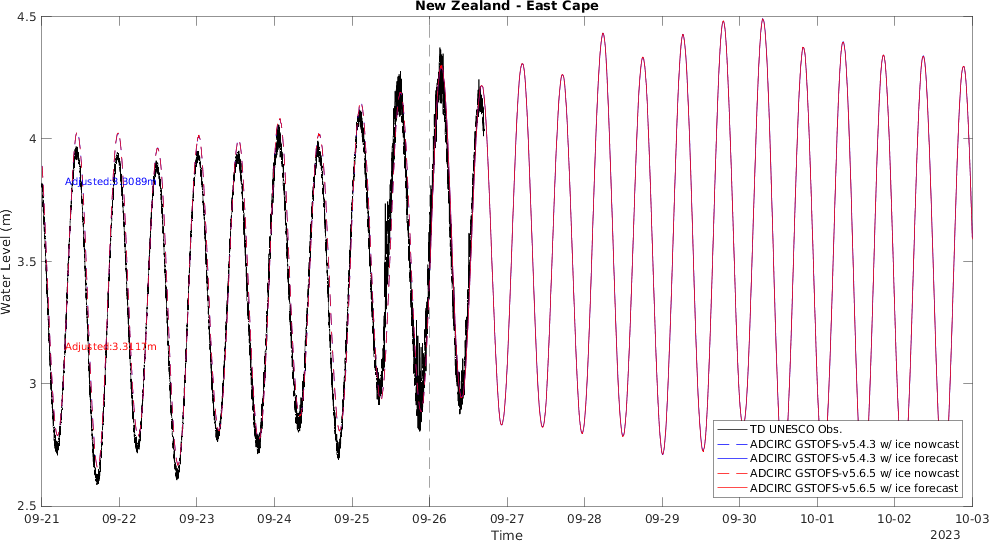 New Zealand - East Cape
4.5
4
3.5
3
2.5
Water Level (m)
Adjusted:3.3089m
Adjusted:3.3117m
TD UNESCO Obs.
ADCIRC GSTOFS-v5.4.3 w/ ice nowcast
ADCIRC GSTOFS-v5.4.3 w/ ice forecast
ADCIRC GSTOFS-v5.6.5 w/ ice nowcast
ADCIRC GSTOFS-v5.6.5 w/ ice forecast
09-21 09-22 09-23 09-24 09-25 09-26 09-27 09-28 09-29 09-30 10-01 10-02 10-03
Time
2023